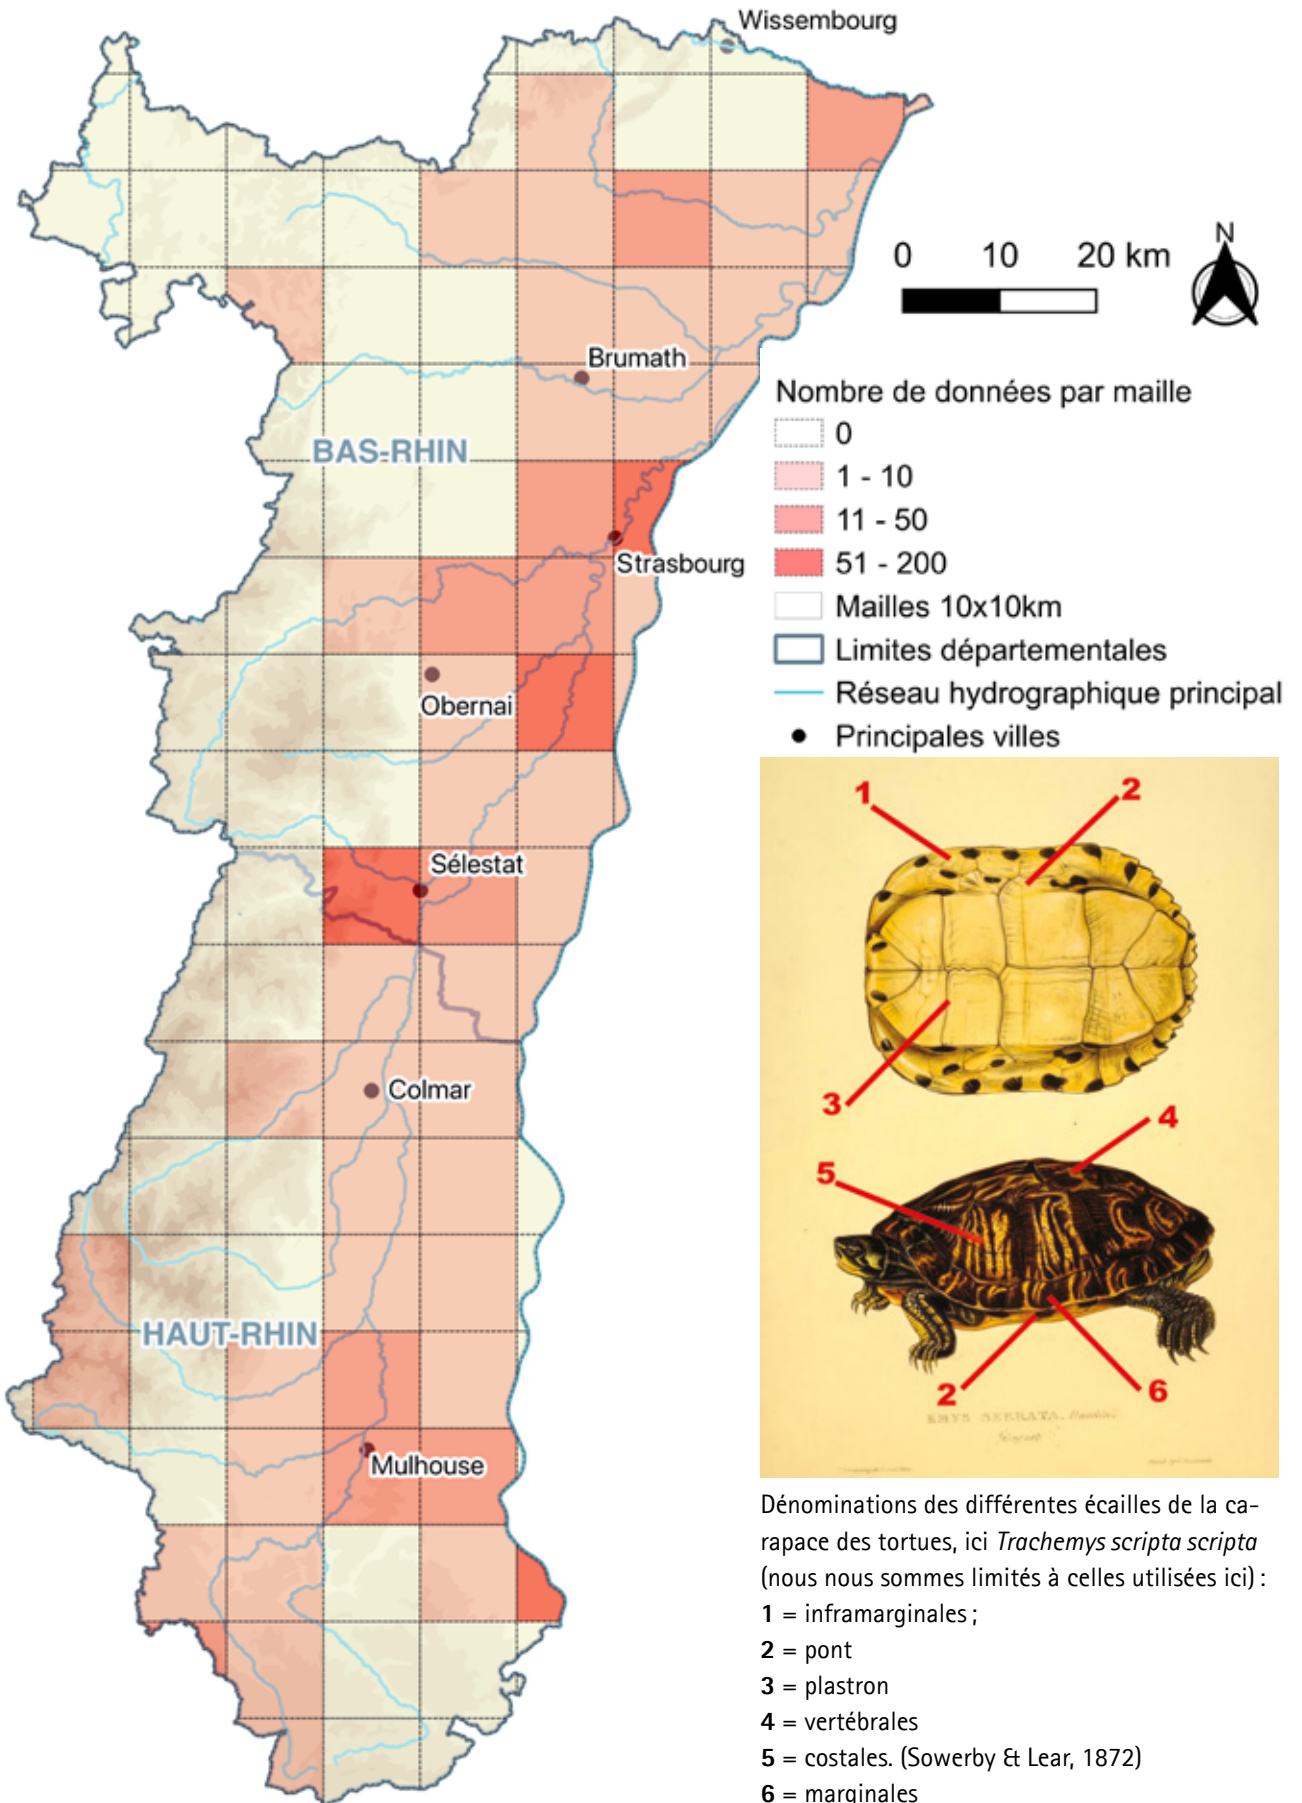 Wissembourg
N
0 10 20 km
Brumath
Nombre de données par maille
0
1 - 10
BAS-RHIN
11 - 50
51 - 200
Strasbourg
Mailles 10x10km
Limites départementales
Réseau hydrographique principal
Obernai
Principales villes
1
2
Sélestat
Colmar
3
4
5
HAUT-RHIN
2
6
EMYS SERRATA.
Mulhouse
Dénominations des différentes écailles de la ca-
rapace des tortues, ici Trachemys scripta scripta
(nous nous sommes limités à celles utilisées ici) :
1 = inframarginales ;
2 = pont
3 = plastron
4 = vertébrales
5 = costales. (Sowerby & Lear, 1872)
6 = marginales